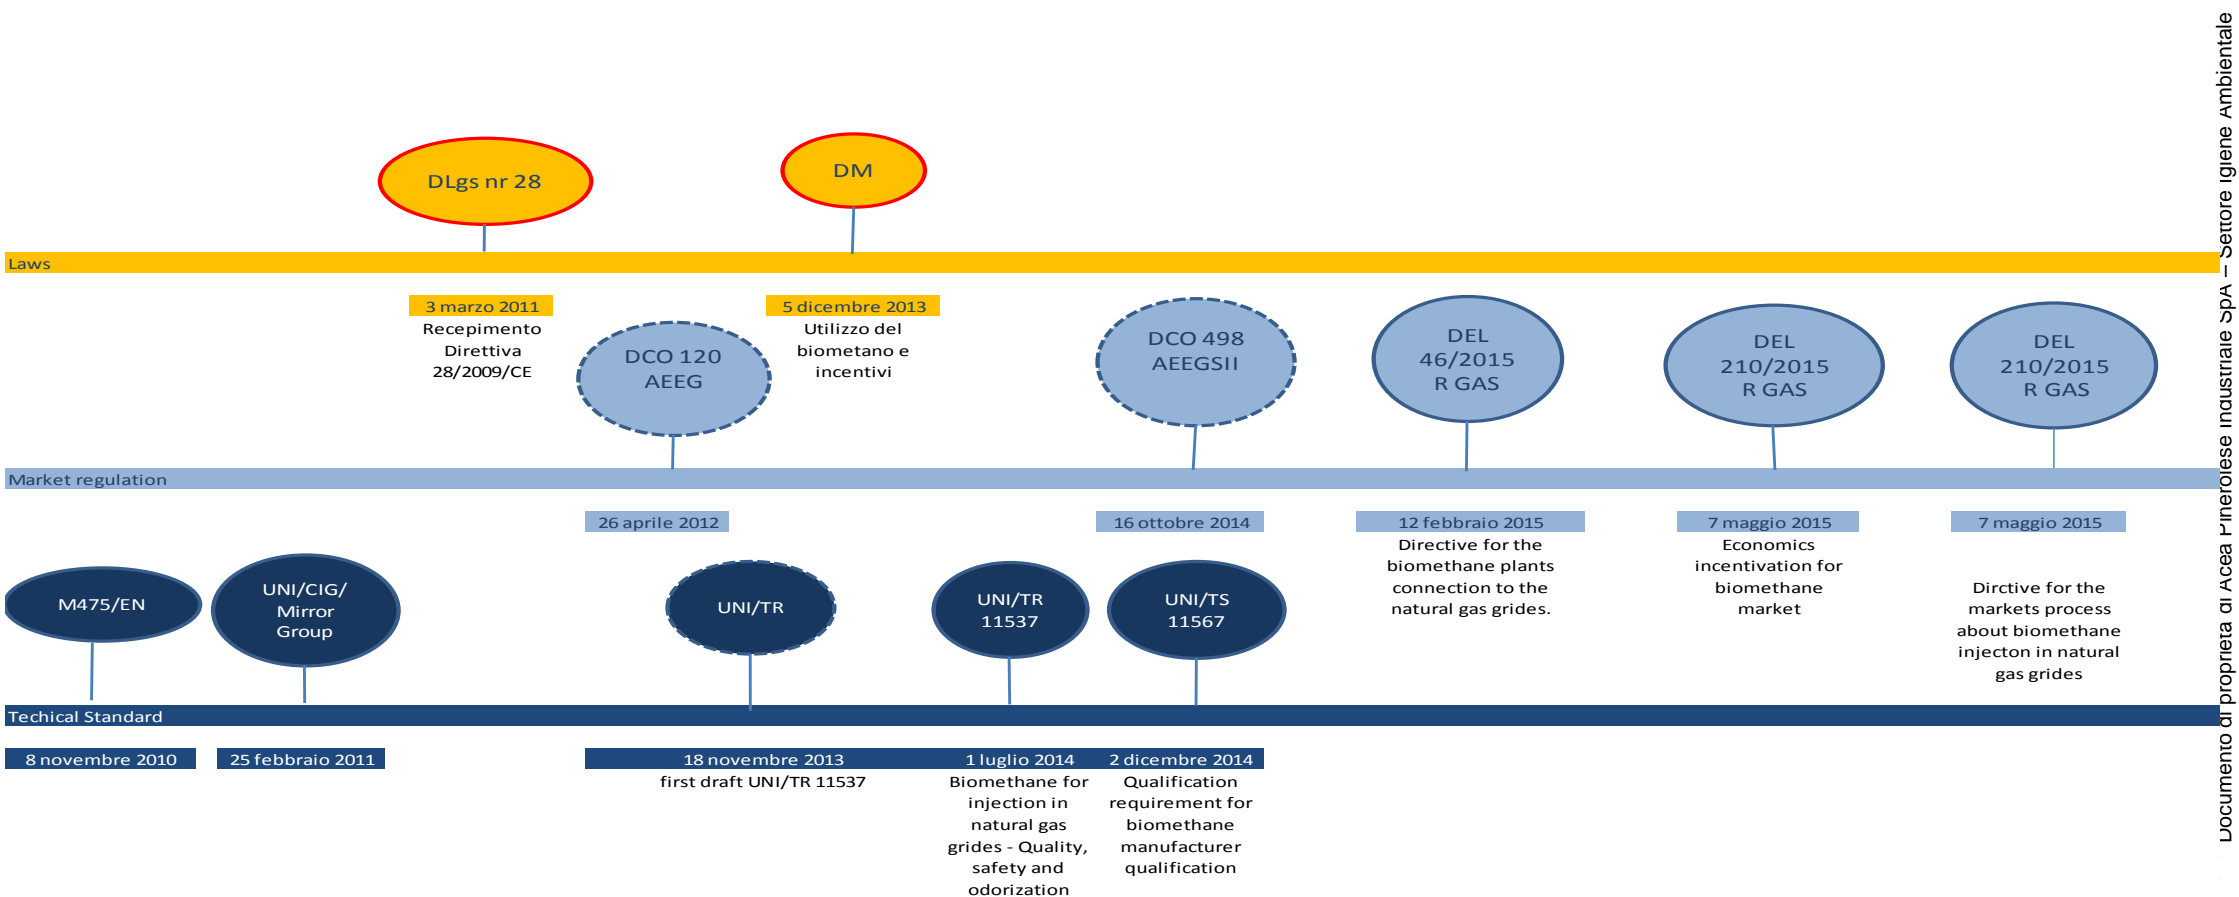 DLgs nr 28
DM
Laws
3 marzo 2011
Recepimento
Direttiva
28/2009/CE
5 dicembre 2013
Utilizzo del
biometano e
incentivi
DCO 120
AEEG
DCO 498
AEEGSII
DEL
46/2015
R GAS
DEL
210/2015
R GAS
DEL
210/2015
R GAS
Market regulation
26 aprile 2012
16 ottobre 2014
12 febbraio 2015
Directive for the
biomethane plants
connection to the
natural gas grides.
7 maggio 2015
Economics
incentivation for
biomethane
market
7 maggio 2015
Dirctive for the
markets process
about biomethane
injecton in natural
gas grides
M475/EN
UNI/CIG/
Mirror
Group
UNI/TR
UNI/TR
11537
UNI/TS
11567
Techical Standard
8 novembre 2010
25 febbraio 2011
18 novembre 2013
first draft UNI/TR 11537
1 luglio 2014
Biomethane for
injection in
natural gas
grides - Quality,
safety and
odorization
2 dicembre 2014
Qualification
requirement for
biomethane
manufacturer
qualification
Documento di proprietà di Acea Pinerolese Industriale SpA – Settore Igiene Ambientale